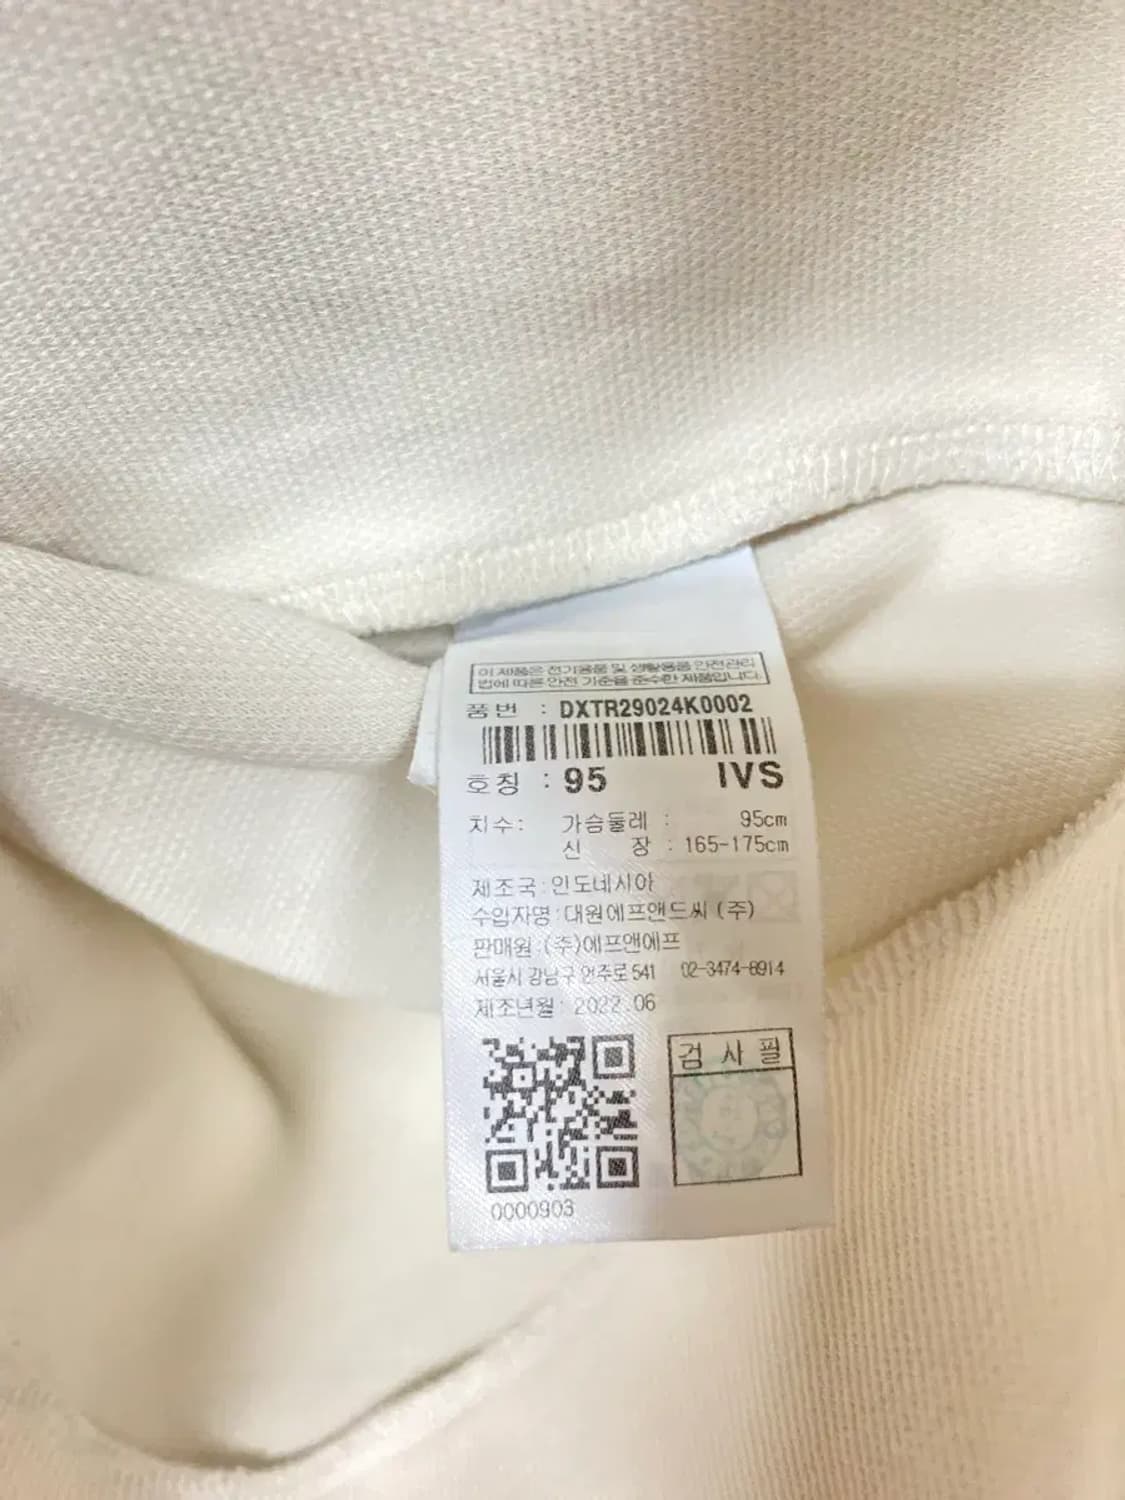 이 제품은 전기용품 및 생활용품 안전관리
법에 따른 안전 기준을 준수한 제품입니다.
품번 : DXTR29024K0002
호칭 : 95 IVS
치수: 가슴둘레 : 95cm
신 장 : 165-175cm
제조국:인도네시아
수입자명:대원에프앤드씨(주)
판매원:(주)에프앤에프
서울시 강남구 언주로 541 02-3474-8914
제조년월: 2022.06
검사필
0000903